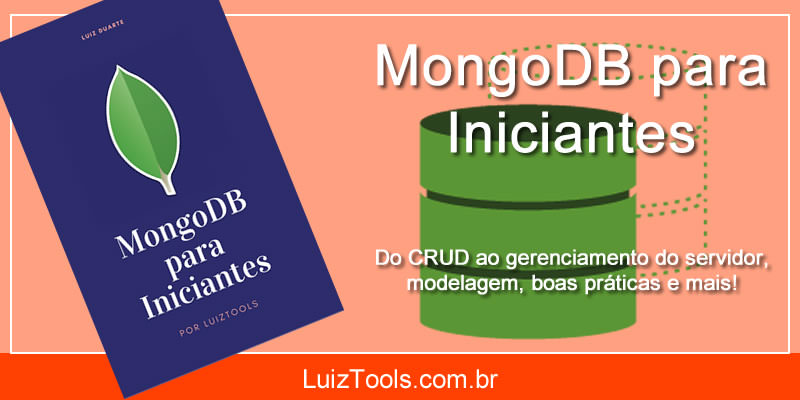 LUIZ DUARTE
MongoDB
para
Iniciantes
POR LUIZTOOLS
MongoDB para
Iniciantes
Do CRUD ao gerenciamento do servidor,
modelagem, boas práticas e mais!
LuizTools.com.br